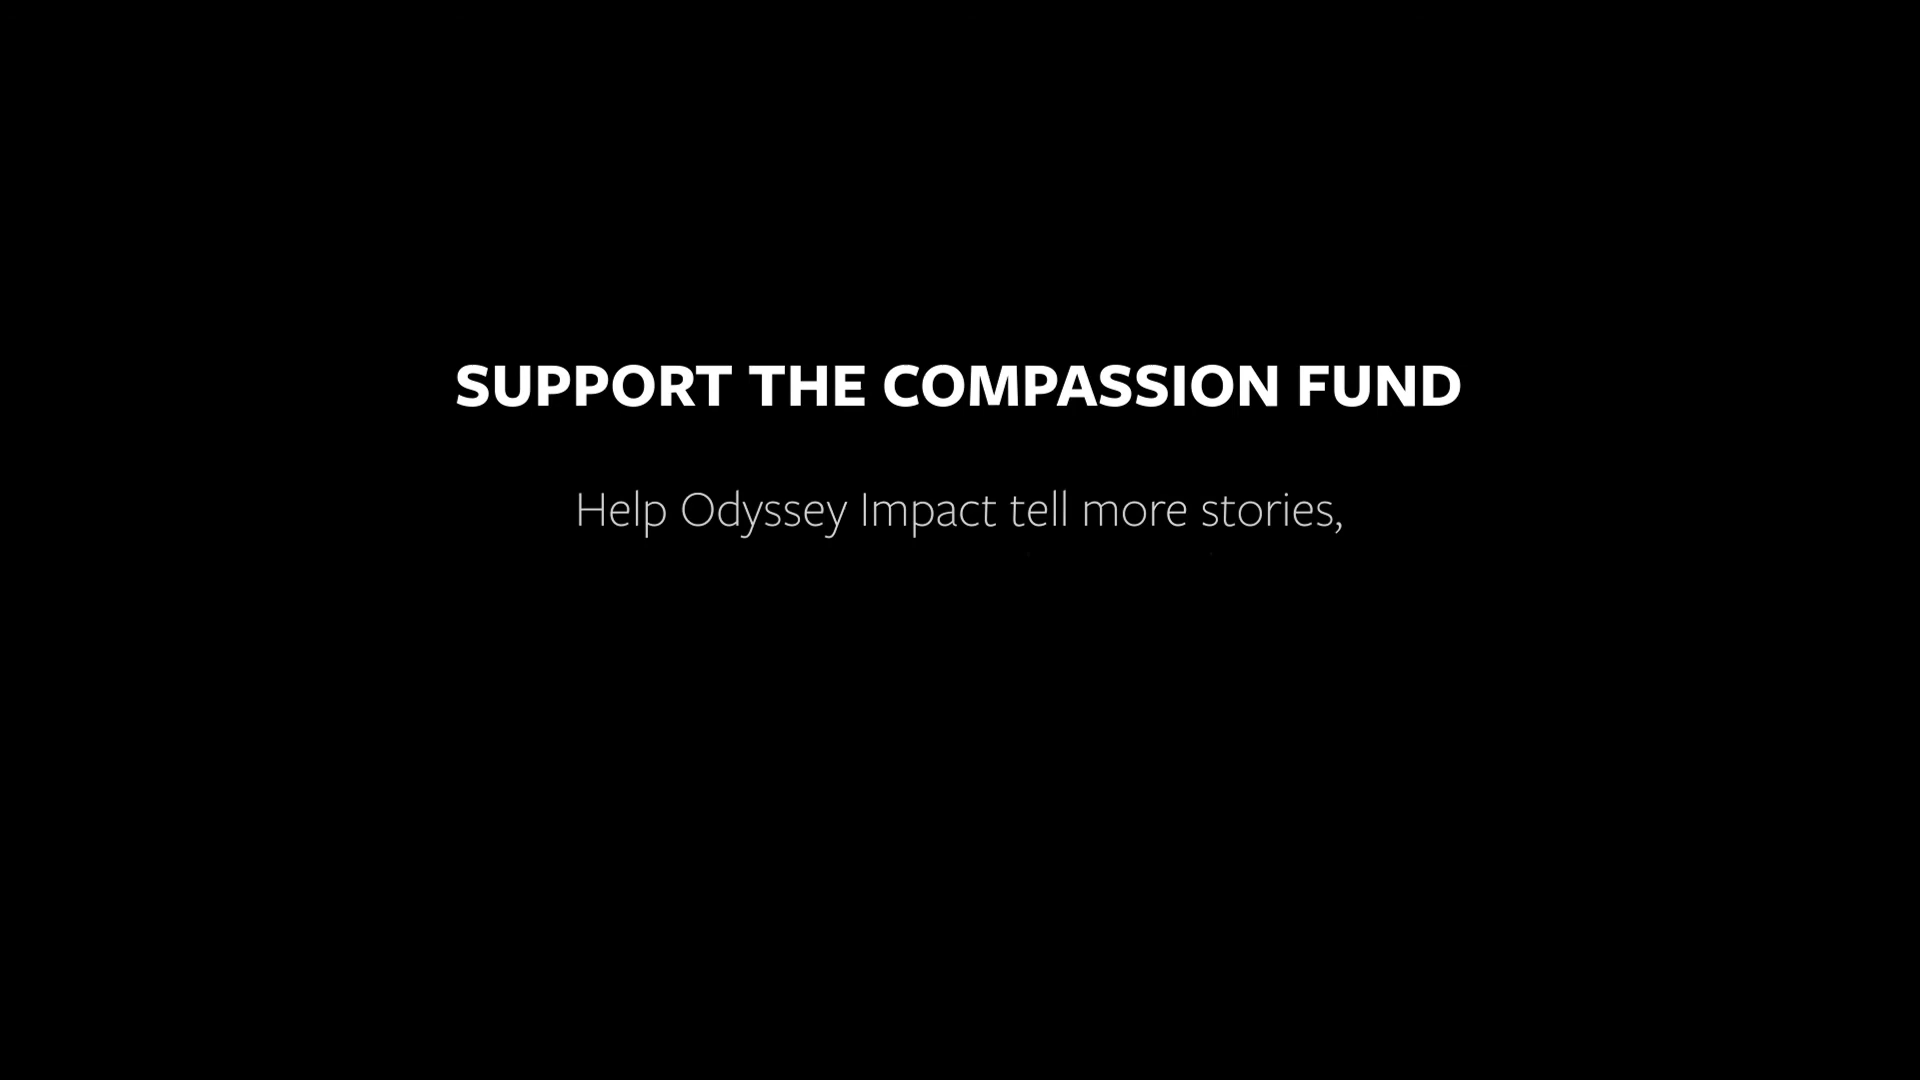 SUPPORT THE COMPASSION FUND
Help Odyssey Impact tell more stories,